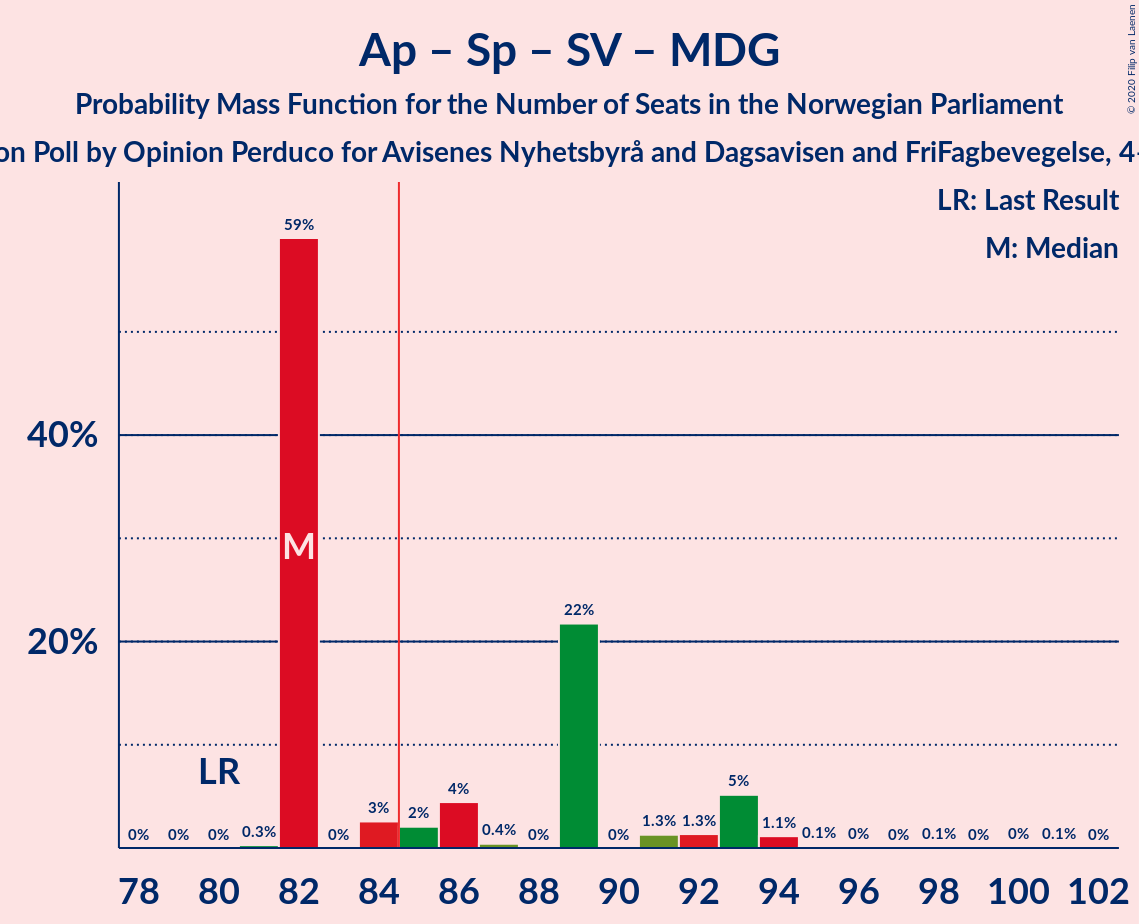 Ap – Sp – SV – MDG
Probability Mass Function for the Number of Seats in the Norwegian Parliament
on Poll by Opinion Perduco for Avisenes Nyhetsbyrå and Dagsavisen and FriFagbevegelse, 4–
© 2020 Filip van Laenen
LR: Last Result
M: Median
59%
40%
M
22%
20%
LR
0% 0% 0% 0.3% 0% 3% 2% 4% 0.4% 0% 0% 1.3% 1.3% 5% 1.1% 0.1% 0% 0% 0.1% 0% 0% 0.1% 0%
78 80 82 84 86 88 90 92 94 96 98 100 102